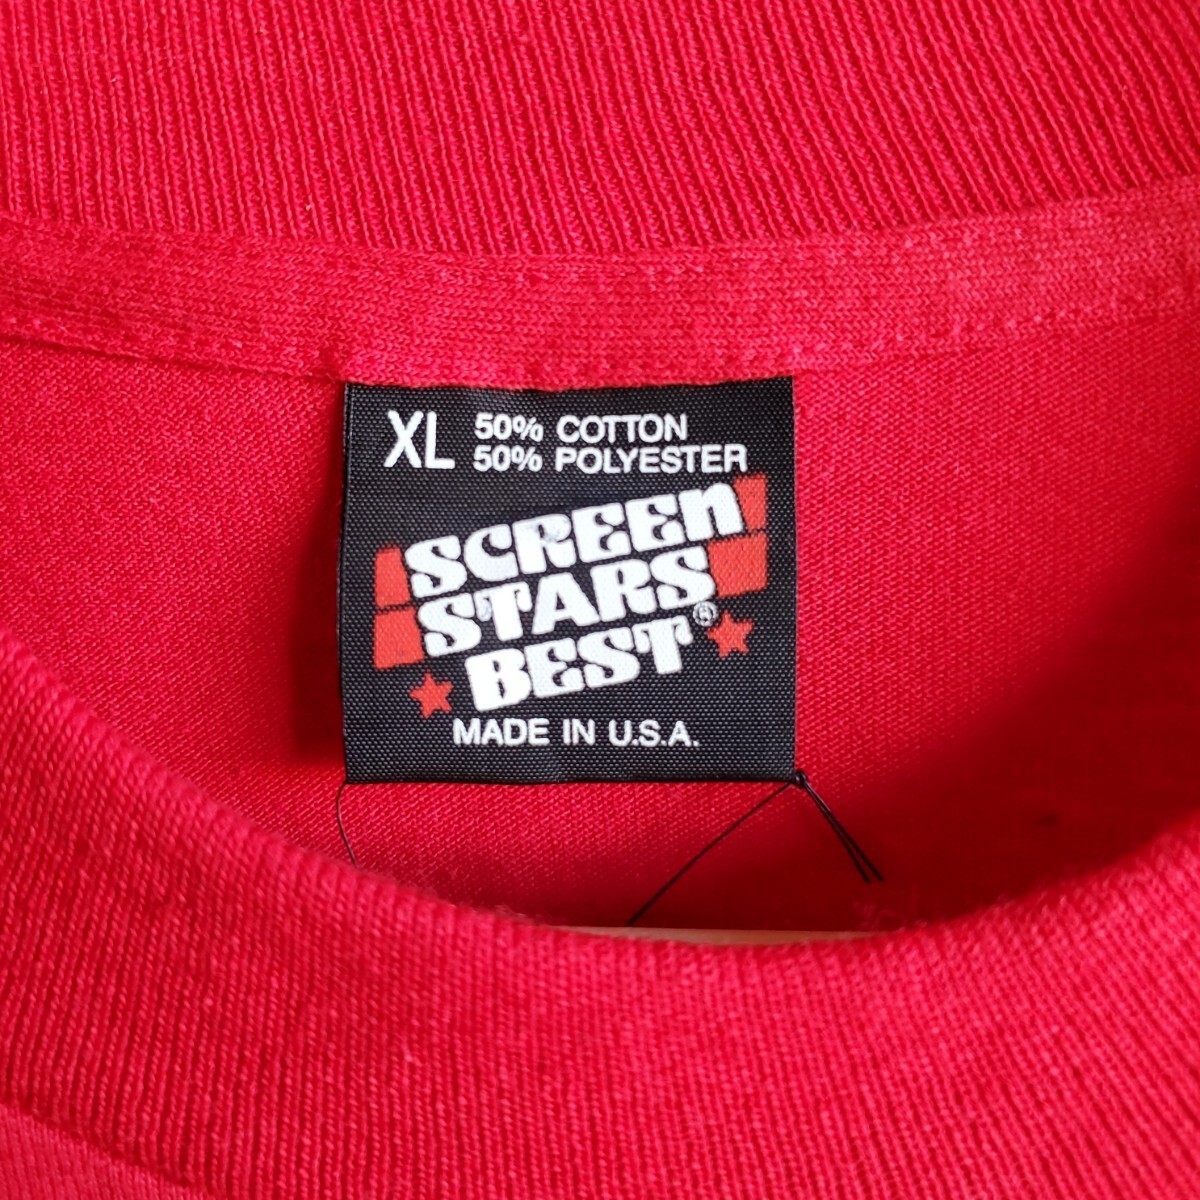 XL 50% COTTON
50% POLYESTER
SCREEN
STARS
BEST®
MADE IN U.S.A.